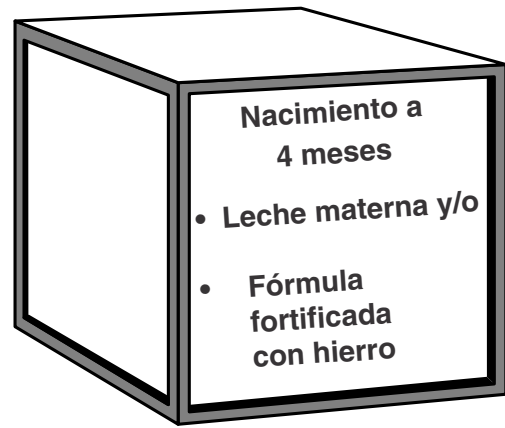 Nacimiento a
4 meses
• Leche materna y/o
• Fórmula
fortificada
con hierro